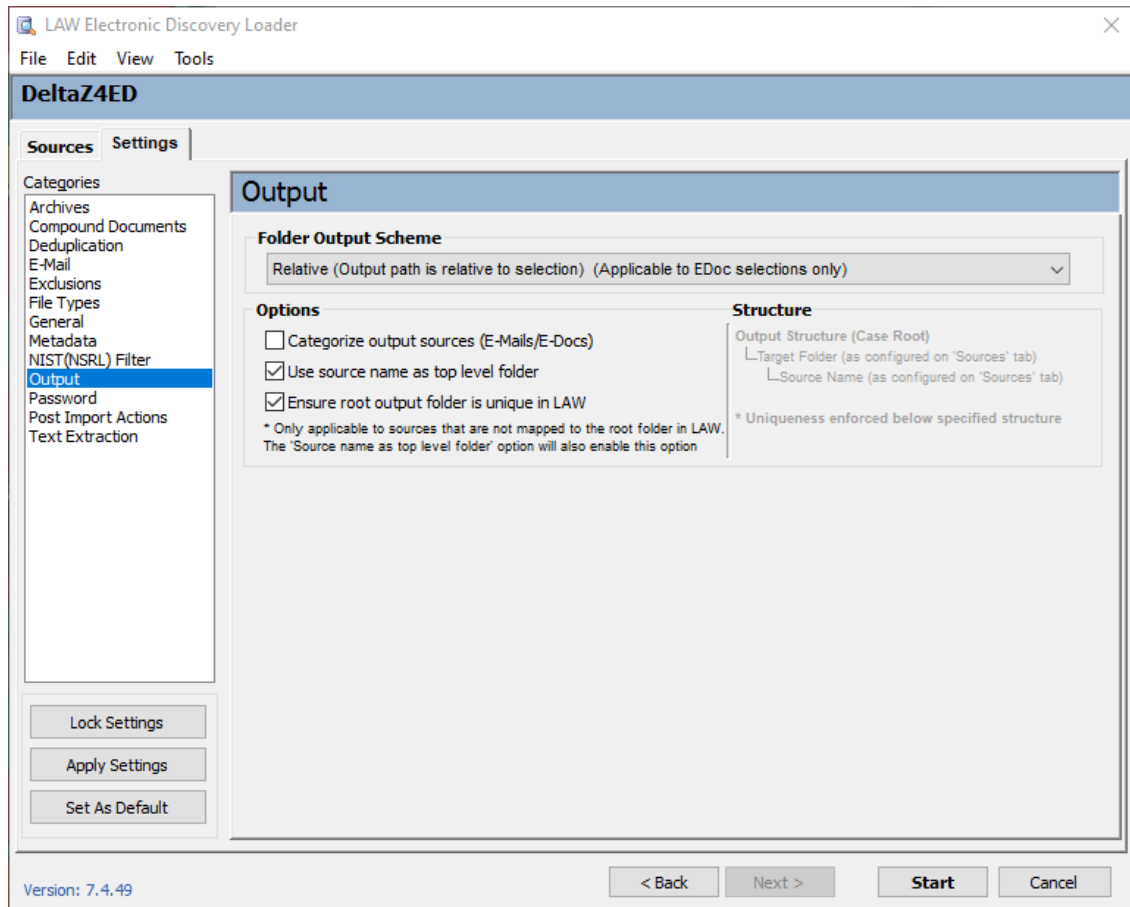 LAW Electronic Discovery Loader
File Edit View Tools
DeltaZ4ED
Sources Settings
Categories
Archives
Compound Documents
Deduplication
E-Mail
Exclusions
File Types
General
Metadata
NIST(NSRL) Filter
Output
Password
Post Import Actions
Text Extraction
Lock Settings
Apply Settings
Set As Default
Output
Folder Output Scheme
Relative (Output path is relative to selection) (Applicable to EDoc selections only)
Options
Categorize output sources (E-Mails/E-Docs)
Use source name as top level folder
Ensure root output folder is unique in LAW
* Only applicable to sources that are not mapped to the root folder in LAW.
The 'Source name as top level folder' option will also enable this option
Structure
Output Structure (Case Root)
Target Folder (as configured on 'Sources' tab)
Source Name (as configured on 'Sources' tab)
* Uniqueness enforced below specified structure
Version: 7.4.49
< Back Next > Start Cancel